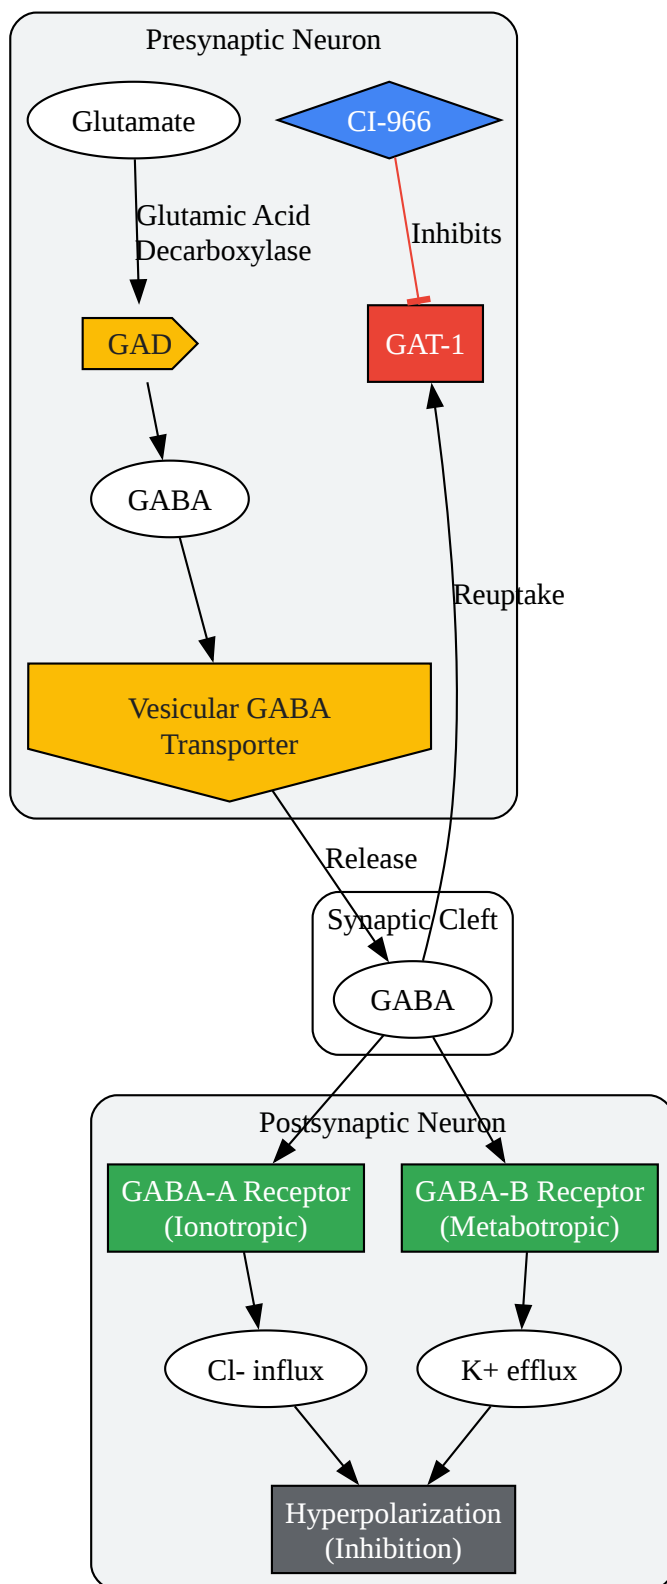 Presynaptic Neuron
Glutamate
CI-966
Glutamic Acid
Decarboxylase
Inhibits
GAD
GAT-1
GABA
Reuptake
Vesicular GABA
Transporter
Release
Synaptic Cleft
GABA
Postsynaptic Neuron
GABA-A Receptor
(Ionotropic)
GABA-B Receptor
(Metabotropic)
Cl- influx
K+ efflux
Hyperpolarization
(Inhibition)